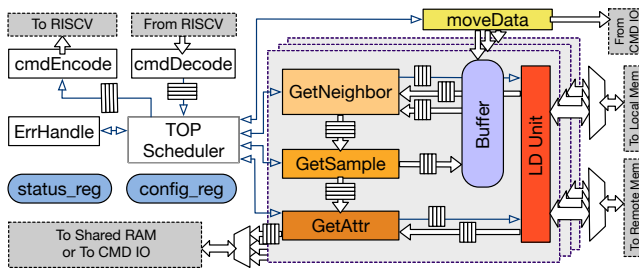 To RISCV
From RISCV
moveData
From
CMD IO
cmdEncode
cmdDecode
GetNeighbor
Buffer
LD Unit
To Local Mem
ErrHandle
TOP
Scheduler
GetSample
status_reg
config_reg
GetAttr
To Remote Mem
To Shared RAM
or To CMD IO